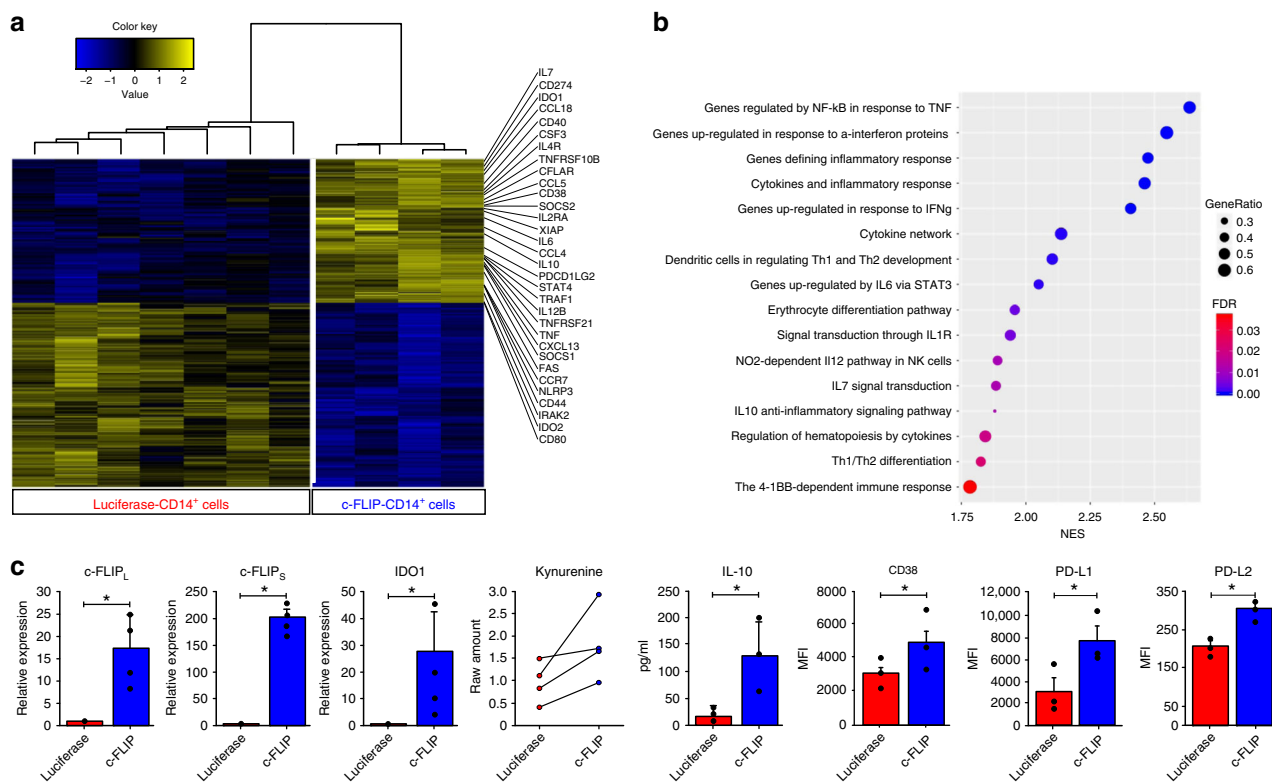 a
Color key
−2 −1 0 1 2
Value
IL7
CD274
IDO1
CCL18
CD40
CSF3
IL4R
TNFRSF10B
CFLAR
CCL5
CD38
SOCS2
IL2RA
XIAP
IL6
CCL4
IL10
PDCD1LG2
STAT4
TRAF1
IL12B
TNFRSF21
TNF
CXCL13
SOCS1
FAS
CCR7
NLRP3
CD44
IRAK2
IDO2
CD80
Luciferase-CD14⁺ cells
c-FLIP-CD14⁺ cells
b
Genes regulated by NF-kB in response to TNF
Genes up-regulated in response to a-interferon proteins
Genes defining inflammatory response
Cytokines and inflammatory response
Genes up-regulated in response to IFNg
Cytokine network
Dendritic cells in regulating Th1 and Th2 development
Genes up-regulated by IL6 via STAT3
Erythrocyte differentiation pathway
Signal transduction through IL1R
NO2-dependent Il12 pathway in NK cells
IL7 signal transduction
IL10 anti-inflammatory signaling pathway
Regulation of hematopoiesis by cytokines
Th1/Th2 differentiation
The 4-1BB-dependent immune response
1.75 2.00 2.25 2.50
NES
GeneRatio
0.3
0.4
0.5
0.6
FDR
0.03
0.02
0.01
0.00
c
c-FLIP_L
Relative expression
30
25
20
15
10
5
0
*
Luciferase
c-FLIP
c-FLIP_S
Relative expression
250
200
150
100
50
0
*
Luciferase
c-FLIP
IDO1
Relative expression
50
40
30
20
10
0
*
Luciferase
c-FLIP
Kynurenine
Raw amount
3.0
2.5
2.0
1.5
1.0
0.5
0.0
Luciferase
c-FLIP
IL-10
pg/ml
250
200
150
100
50
0
*
Luciferase
c-FLIP
CD38
MFI
8000
6000
4000
2000
0
*
Luciferase
c-FLIP
PD-L1
MFI
12,000
10,000
8000
6000
4000
2000
0
*
Luciferase
c-FLIP
PD-L2
MFI
350
300
150
0
*
Luciferase
c-FLIP